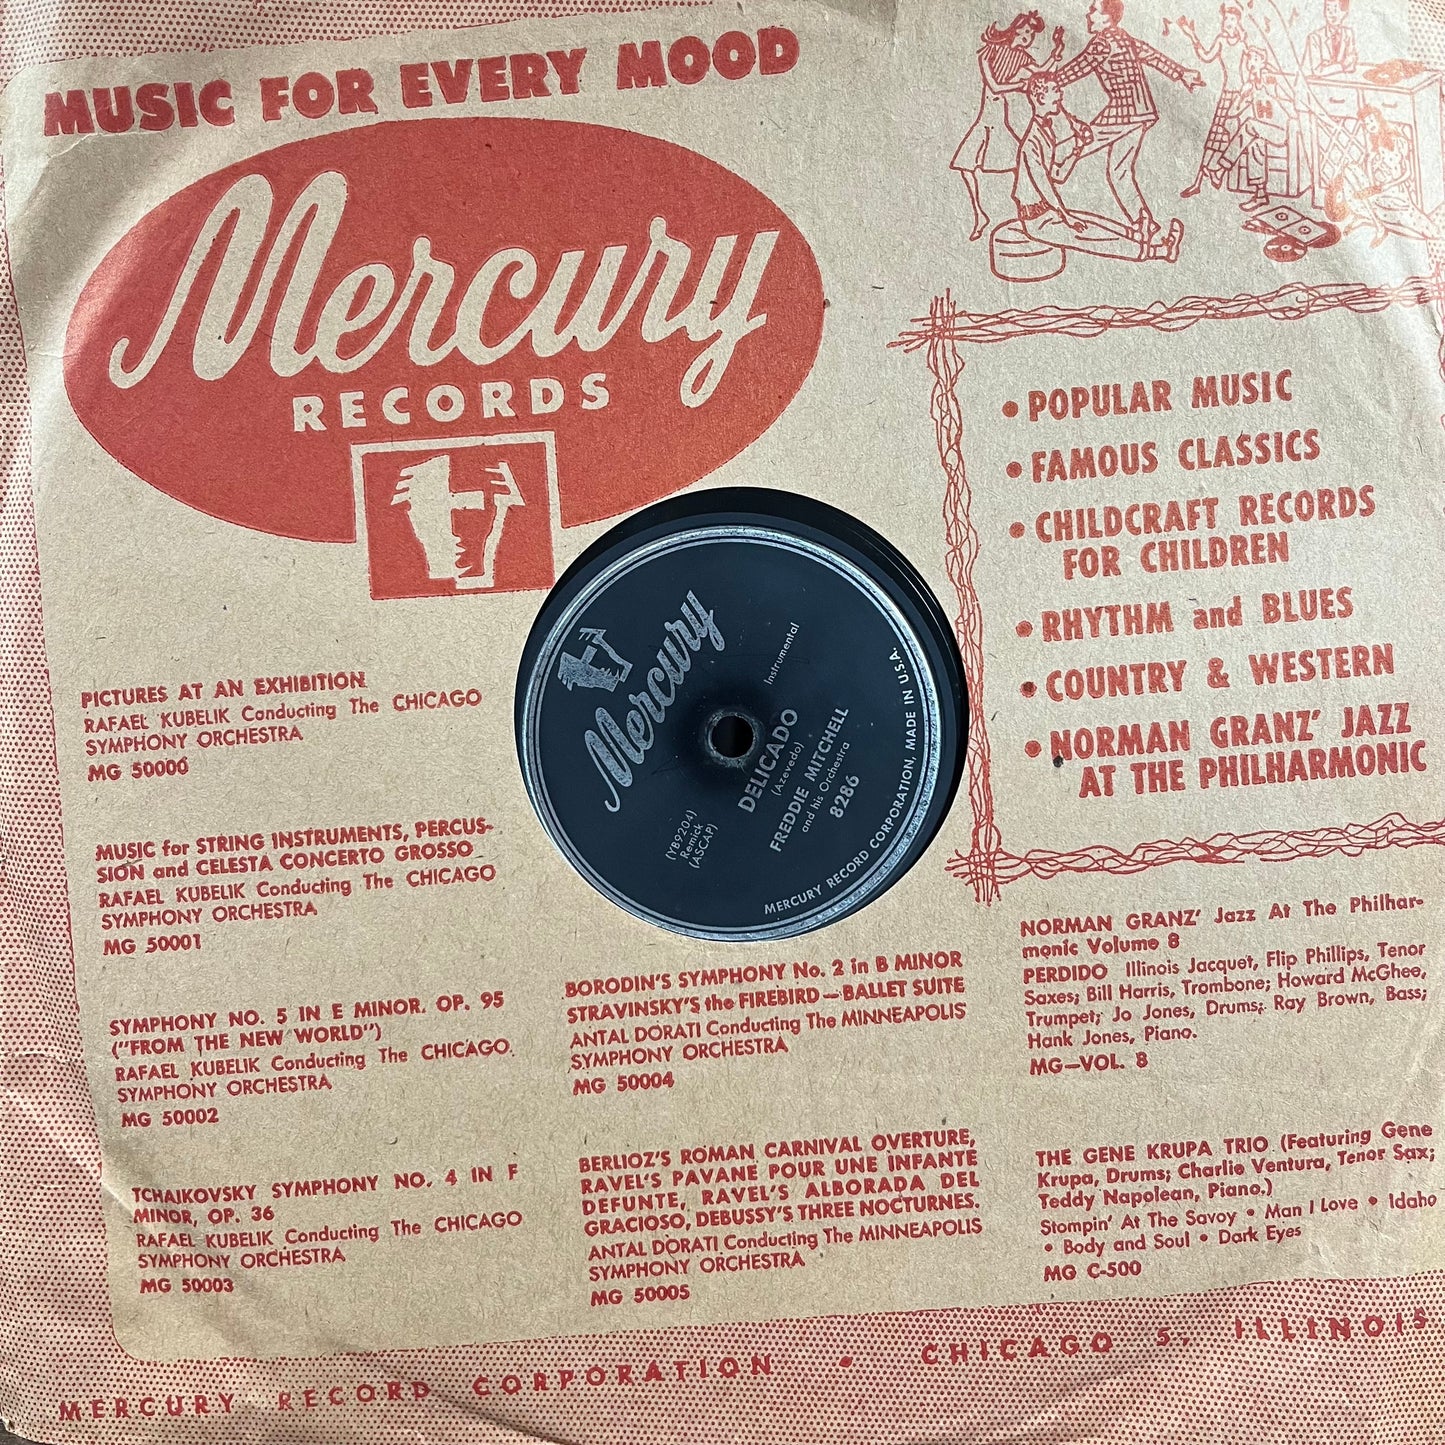 MUSIC FOR EVERY MOOD
Mercury
RECORDS
• POPULAR MUSIC
• FAMOUS CLASSICS
• CHILDCRAFT RECORDS
FOR CHILDREN
• RHYTHM and BLUES
• COUNTRY & WESTERN
• NORMAN GRANZ' JAZZ
AT THE PHILHARMONIC
H
Mercury
Instrumental
(YB9204)
Remick
(ASCAP)
DELICADO
(Azevedo)
FREDDIE MITCHELL
and his Orchestra
8286
MERCURY RECORD CORPORATION, MADE IN U.S.A.
PICTURES AT AN EXHIBITION
RAFAEL KUBELIK Conducting The CHICAGO
SYMPHONY ORCHESTRA
MG 50000
MUSIC for STRING INSTRUMENTS, PERCUS-
SION and CELESTA CONCERTO GROSSO
RAFAEL KUBELIK Conducting The CHICAGO
SYMPHONY ORCHESTRA
MG 50001
SYMPHONY NO. 5 IN E MINOR, OP. 95
("FROM THE NEW WORLD")
RAFAEL KUBELIK Conducting The CHICAGO
SYMPHONY ORCHESTRA
MG 50002
TCHAIKOVSKY SYMPHONY NO. 4 IN F
MINOR, OP. 36
RAFAEL KUBELIK Conducting The CHICAGO
SYMPHONY ORCHESTRA
MG 50003
BORODIN'S SYMPHONY No. 2 in B MINOR
STRAVINSKY'S the FIREBIRD—BALLET SUITE
ANTAL DORATI Conducting The MINNEAPOLIS
SYMPHONY ORCHESTRA
MG 50004
BERLIOZ'S ROMAN CARNIVAL OVERTURE,
RAVEL'S PAVANE POUR UNE INFANTE
DEFUNTE, RAVEL'S ALBORADA DEL
GRACIOSO, DEBUSSY'S THREE NOCTURNES.
ANTAL DORATI Conducting The MINNEAPOLIS
SYMPHONY ORCHESTRA
MG 50005
NORMAN GRANZ' Jazz At The Philhar-
monic Volume 8
PERDIDO Illinois Jacquet, Flip Phillips, Tenor
Saxes; Bill Harris, Trombone; Howard McGhee,
Trumpet; Jo Jones, Drums; Ray Brown, Bass;
Hank Jones, Piano.
MG—VOL. 8
THE GENE KRUPA TRIO (Featuring Gene
Krupa, Drums; Charlie Ventura, Tenor Sax;
Teddy Napolean, Piano.)
Stompin' At The Savoy • Man I Love • Idaho
• Body and Soul • Dark Eyes
MG C-500
MERCURY RECORD CORPORATION • CHICAGO 5, ILLINOIS